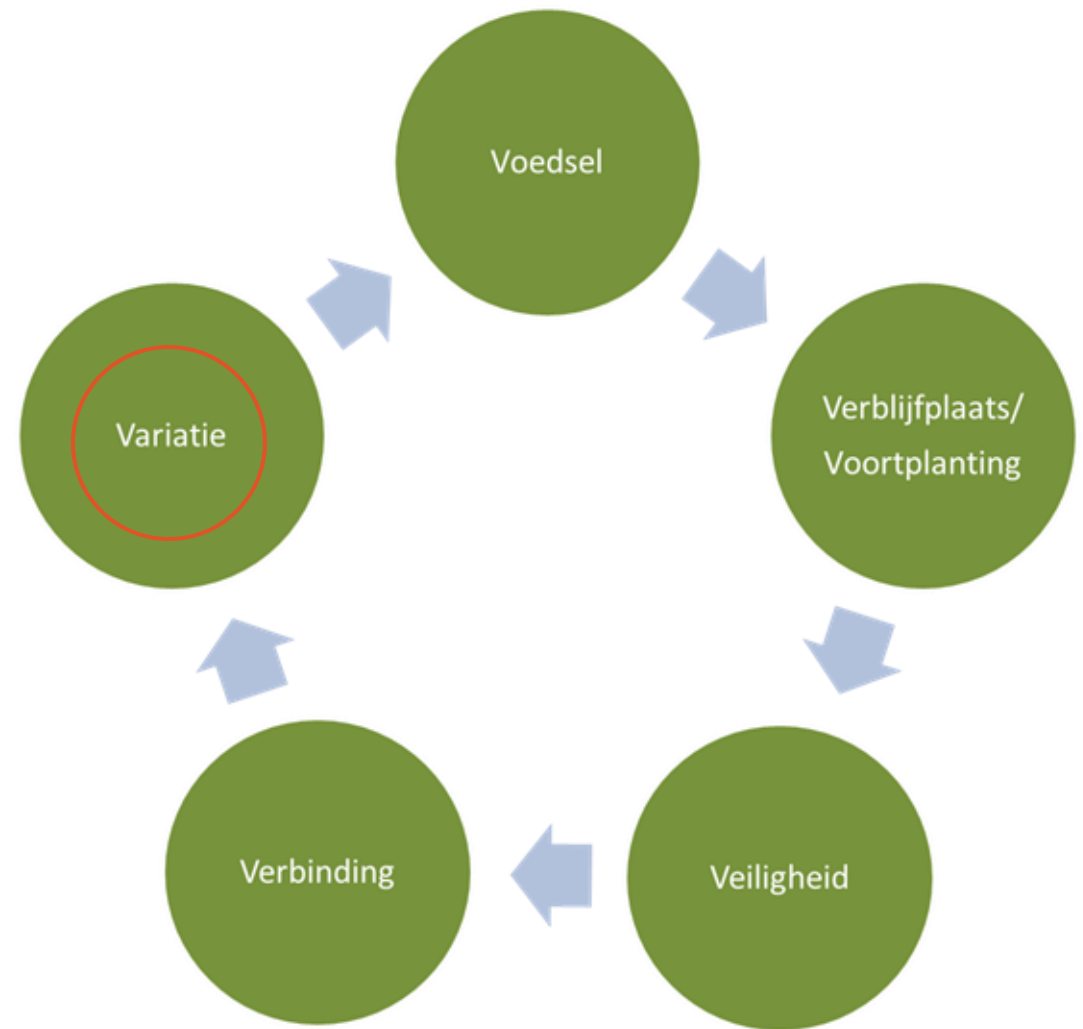 Voedsel
Verblijfplaats/
Voortplanting
Veiligheid
Verbinding
Variatie